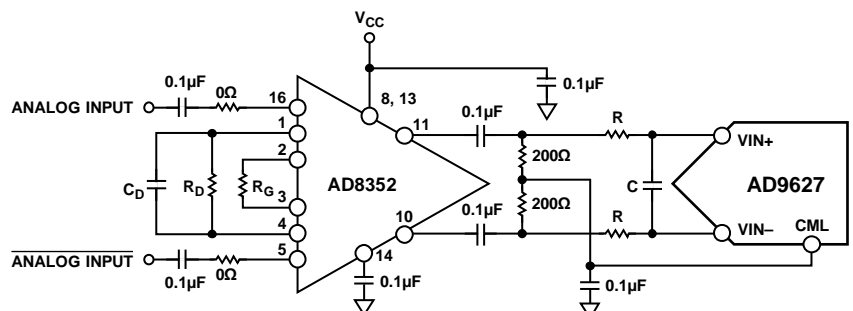 VCC
0.1µF
0Ω
16
8, 13
0.1µF
ANALOG INPUT
0.1µF
R
1
11
VIN+
2
200Ω
CD
RD
RG
AD8352
C
AD9627
3
200Ω
10
0.1µF
R
VIN–
CML
4
ANALOG INPUT
5
14
0.1µF
0Ω
0.1µF
0.1µF